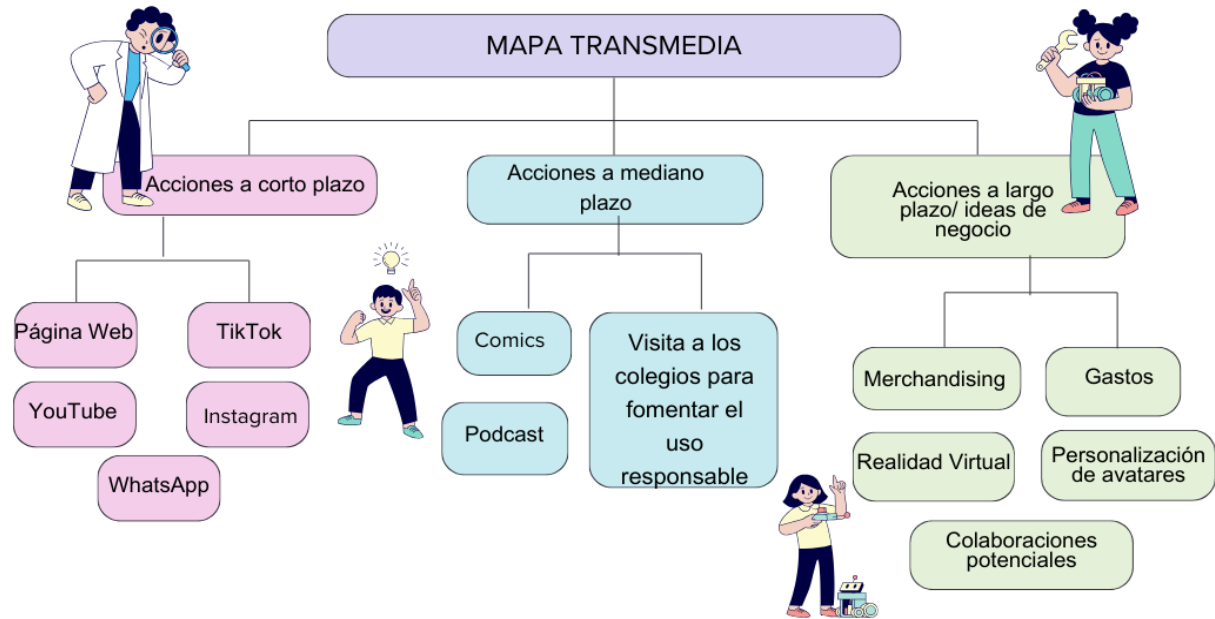 MAPA TRANSMEDIA
Acciones a corto plazo
Página Web
TikTok
YouTube
Instagram
WhatsApp
Acciones a mediano
plazo
Comics
Podcast
Visita a los
colegios para
fomentar el
uso
responsable
Acciones a largo
plazo/ ideas de
negocio
Merchandising
Gastos
Realidad Virtual
Personalización
de avatares
Colaboraciones
potenciales